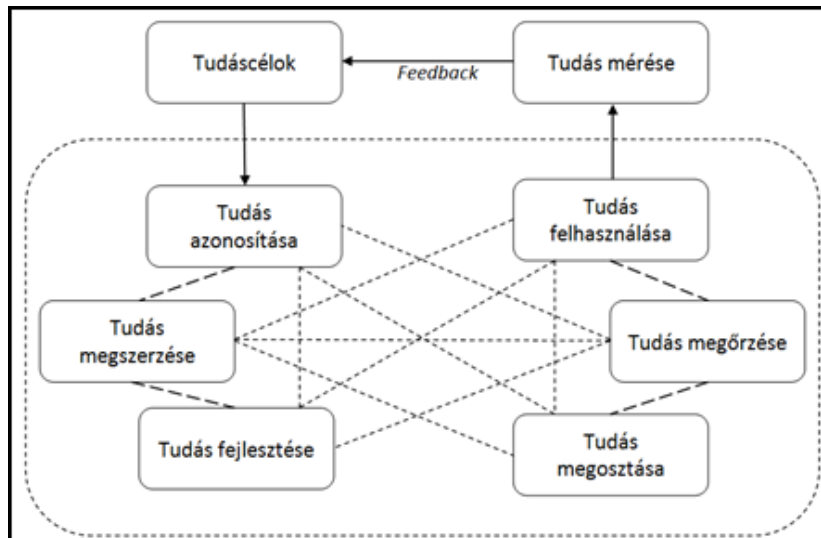 Tudáscélok
Feedback
Tudás mérése
Tudás
azonosítása
Tudás
felhasználása
Tudás
megszerzése
Tudás megőrzése
Tudás fejlesztése
Tudás
megosztása